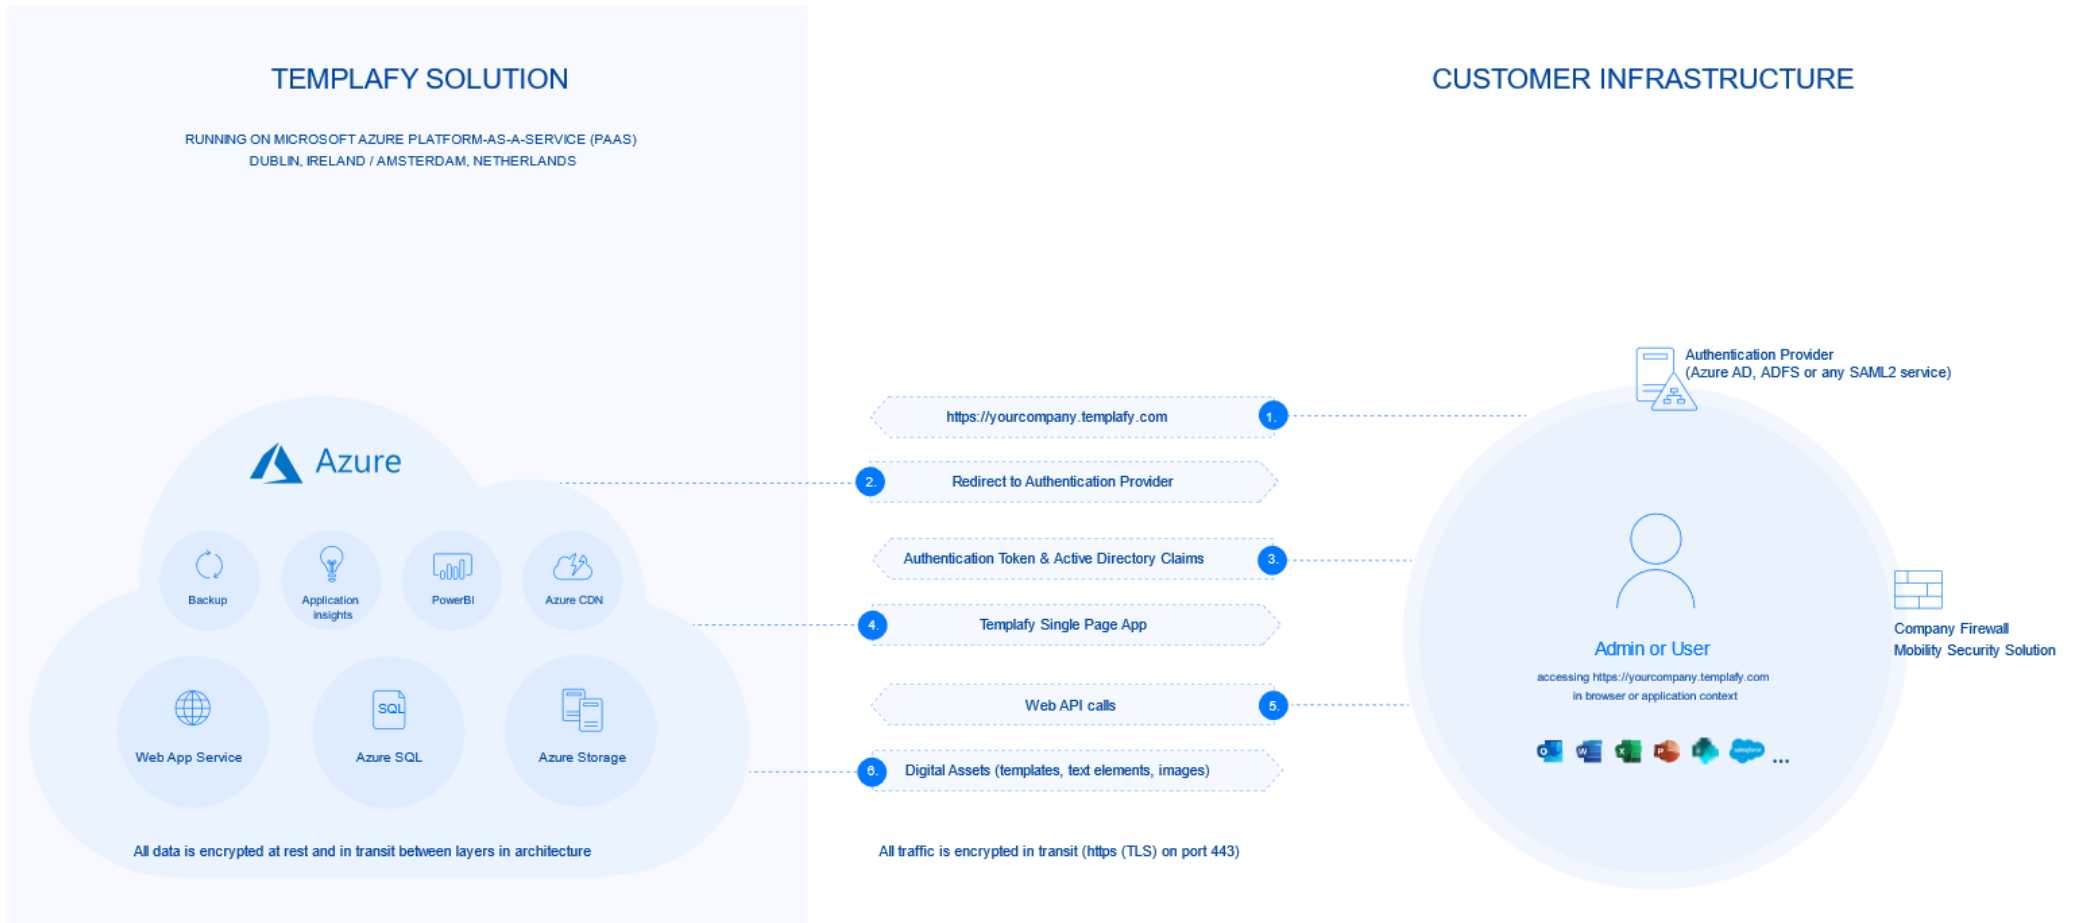 TEMPLAFY SOLUTION
RUNNING ON MICROSOFT AZURE PLATFORM-AS-A-SERVICE (PAAS)
DUBLIN, IRELAND / AMSTERDAM, NETHERLANDS
Azure
Backup
Application
insights
PowerBI
Azure CDN
Web App Service
SQL
Azure SQL
Azure Storage
All data is encrypted at rest and in transit between layers in architecture
https://yourcompany.templafy.com
1.
2.
Redirect to Authentication Provider
Authentication Token & Active Directory Claims
3.
4.
Templafy Single Page App
Web API calls
5.
6.
Digital Assets (templates, text elements, images)
All traffic is encrypted in transit (https (TLS) on port 443)
CUSTOMER INFRASTRUCTURE
Authentication Provider
(Azure AD, ADFS or any SAML2 service)
Admin or User
accessing https://yourcompany.templafy.com
in browser or application context
Company Firewall
Mobility Security Solution
O
W
X
P
salesforce
...